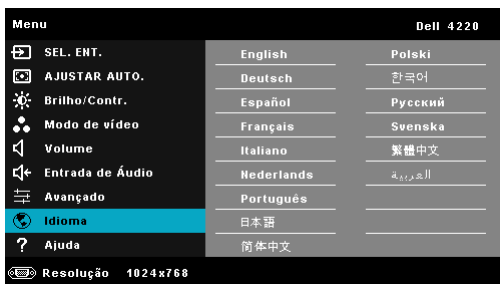 Menu Dell 4220
SEL. ENT.
AJUSTAR AUTO.
Brilho/Contr.
Modo de vídeo
Volume
Entrada de Áudio
Avançado
Idioma
? Ajuda
English
Deutsch
Español
Français
Italiano
Nederlands
Português
日本語
简体中文
Polski
한국어
Русский
Svenska
繁體中文
العربية
Resolução 1024x768